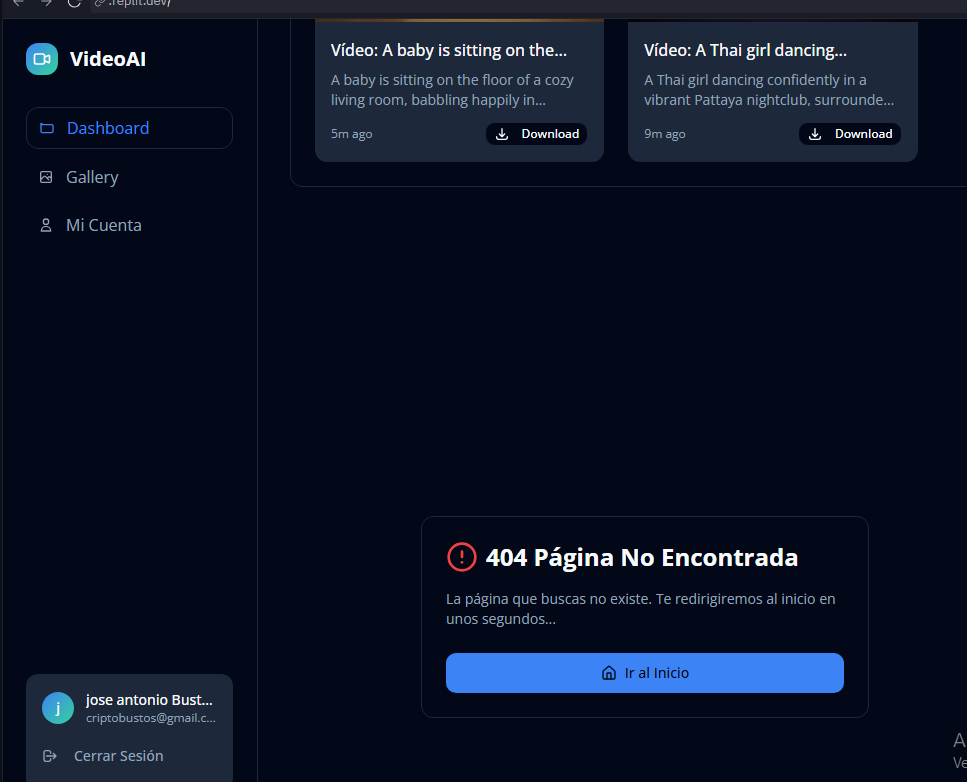 .replit.dev/
VideoAI
Dashboard
Gallery
Mi Cuenta
Vídeo: A baby is sitting on the...
A baby is sitting on the floor of a cozy
living room, babbling happily in...
5m ago
Download
Vídeo: A Thai girl dancing...
A Thai girl dancing confidently in a
vibrant Pattaya nightclub, surrounde...
9m ago
Download
404 Página No Encontrada
La página que buscas no existe. Te redirigiremos al inicio en
unos segundos...
Ir al Inicio
j
jose antonio Bust...
criptobustos@gmail.c...
Cerrar Sesión
A
Ve